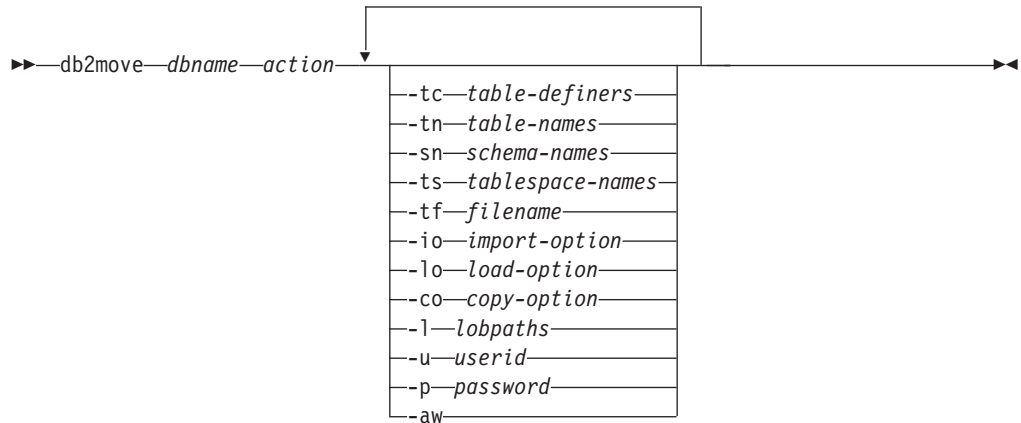 db2move dbname action
-tc table-definers
-tn table-names
-sn schema-names
-ts tablespace-names
-tf filename
-io import-option
-lo load-option
-co copy-option
-l lobpaths
-u userid
-p password
-aw